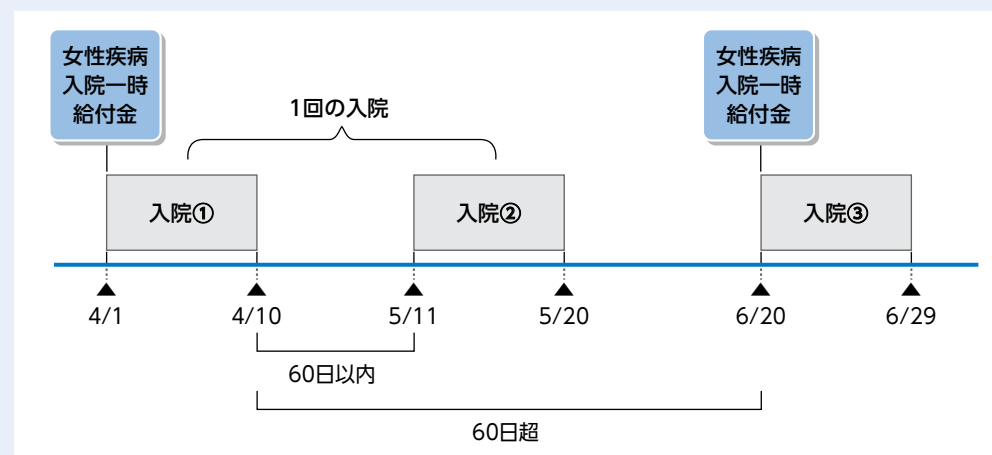 女性疾病
入院一時
給付金
女性疾病
入院一時
給付金
1回の入院
入院①
入院②
入院③
4/1
4/10
5/11
5/20
6/20
6/29
60日以内
60日超